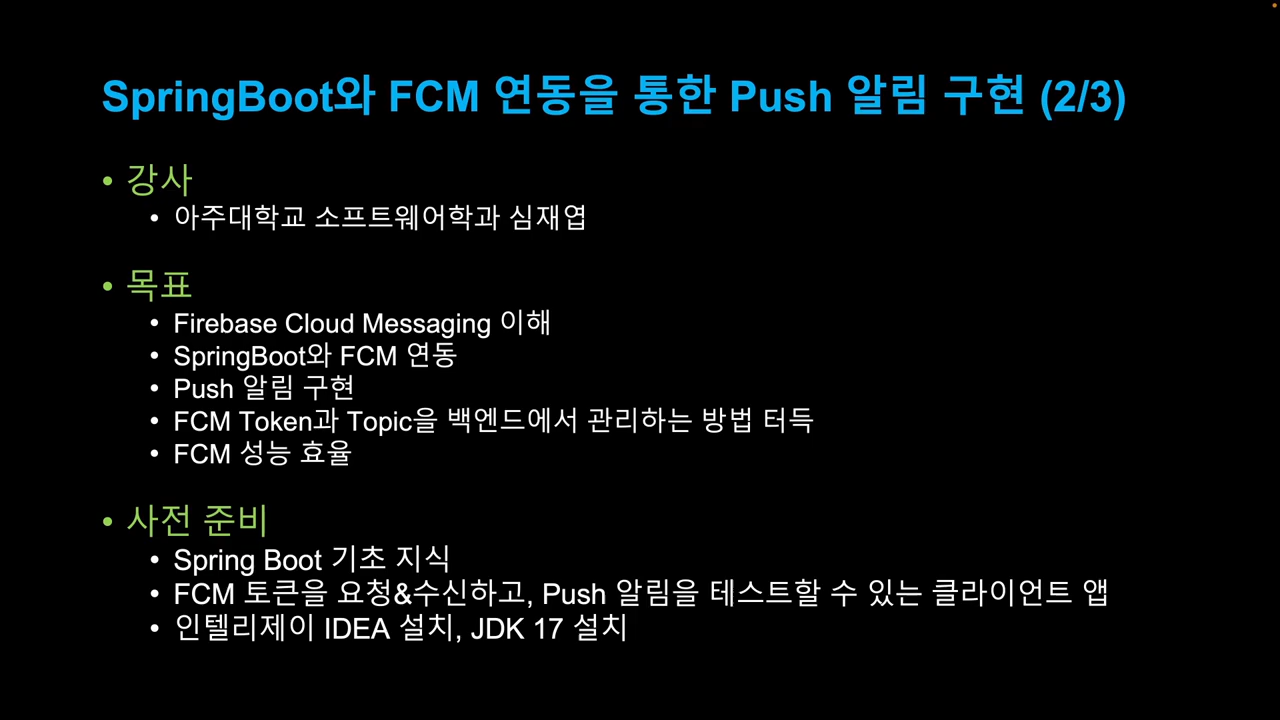 SpringBoot와 FCM 연동을 통한 Push 알림 구현 (2/3)
• 강사
• 아주대학교 소프트웨어학과 심재엽
• 목표
• Firebase Cloud Messaging 이해
• SpringBoot와 FCM 연동
• Push 알림 구현
• FCM Token과 Topic을 백엔드에서 관리하는 방법 터득
• FCM 성능 효율
• 사전 준비
• Spring Boot 기초 지식
• FCM 토큰을 요청&수신하고, Push 알림을 테스트할 수 있는 클라이언트 앱
• 인텔리제이 IDEA 설치, JDK 17 설치